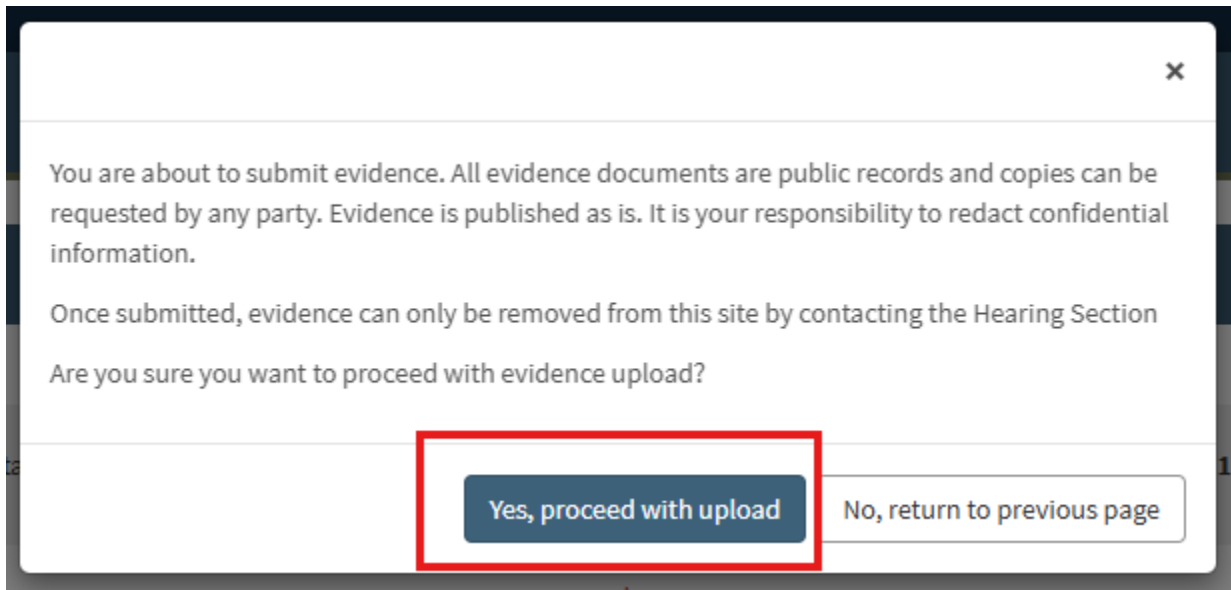 ×
You are about to submit evidence. All evidence documents are public records and copies can be
requested by any party. Evidence is published as is. It is your responsibility to redact confidential
information.
Once submitted, evidence can only be removed from this site by contacting the Hearing Section
Are you sure you want to proceed with evidence upload?
Yes, proceed with upload
No, return to previous page